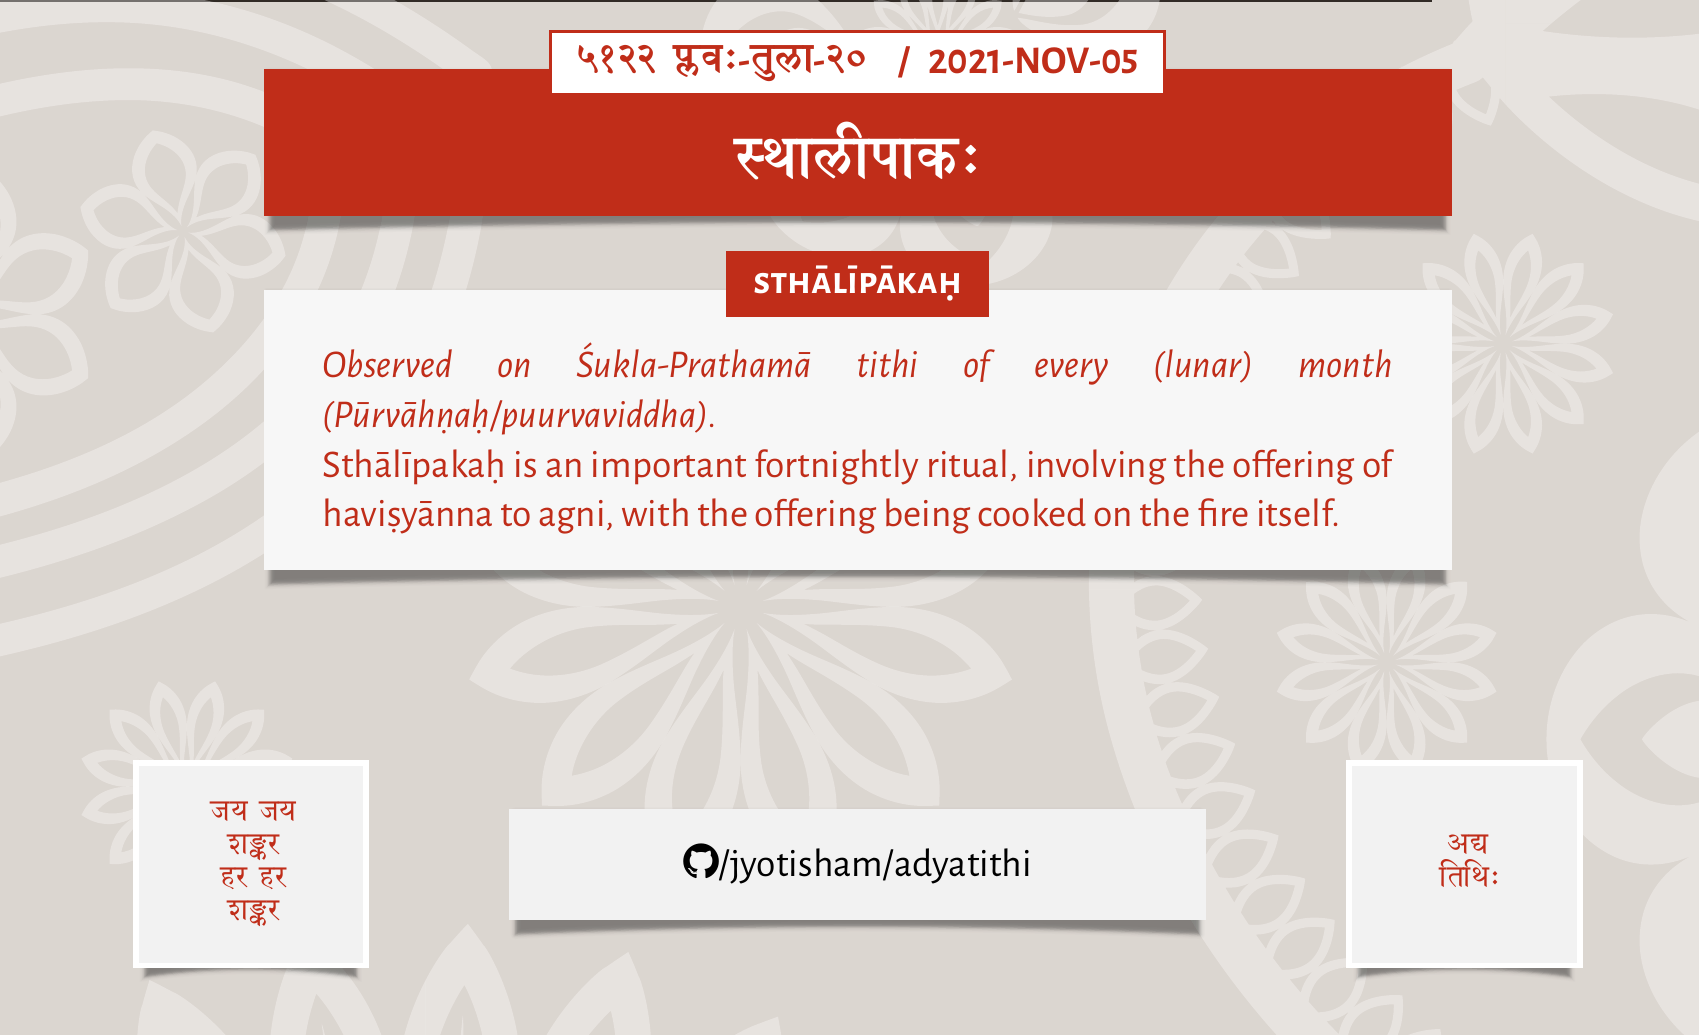 ५१२२ प्लवः-तुला-२० / 2021-NOV-05
स्थालीपाकः
STHĀLĪPĀKAḤ
Observed on Śukla-Prathamā tithi of every (lunar) month
(Pūrvāhṇaḥ/puurvaviddha).
Sthālīpakaḥ is an important fortnightly ritual, involving the offering of
haviṣyānna to agni, with the offering being cooked on the fire itself.
जय जय
शङ्कर
हर हर
शङ्कर
/jyotisham/adyatithi
अद्य
तिथिः